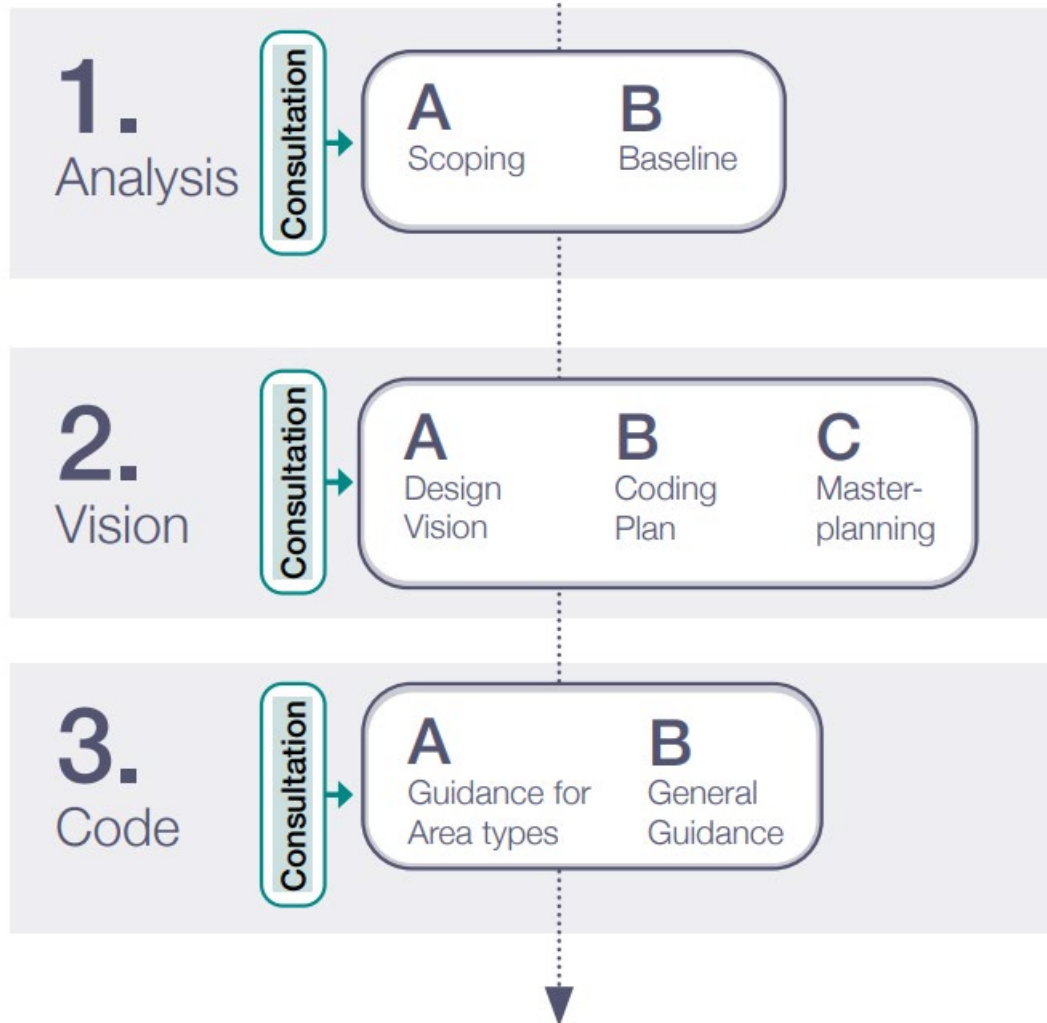 1.
Analysis
Consultation
A
Scoping
B
Baseline
2.
Vision
Consultation
A
Design
Vision
B
Coding
Plan
C
Master-
planning
3.
Code
Consultation
A
Guidance for
Area types
B
General
Guidance